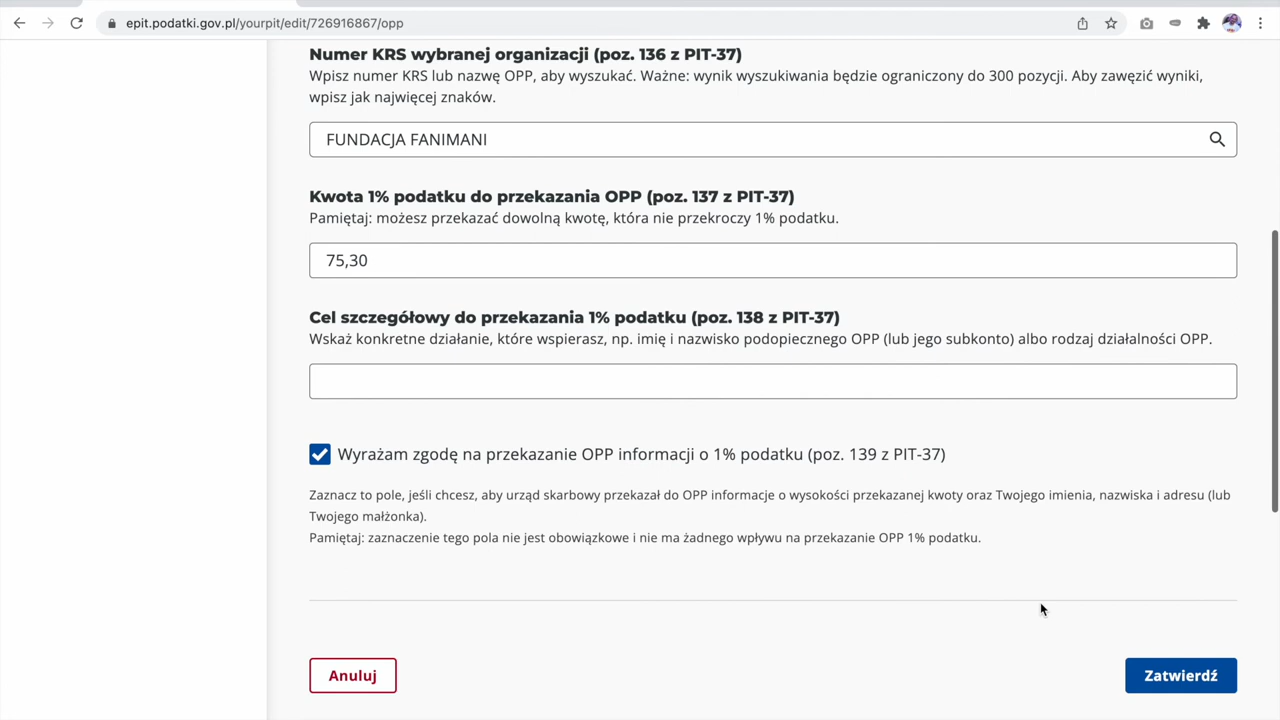 epit.podatki.gov.pl/yourpit/edit/726916867/opp
Numer KRS wybranej organizacji (poz. 136 z PIT-37)
Wpisz numer KRS lub nazwę OPP, aby wyszukać. Ważne: wynik wyszukiwania będzie ograniczony do 300 pozycji. Aby zawęzić wyniki,
wpisz jak najwięcej znaków.
FUNDACJA FANIMANI
Kwota 1% podatku do przekazania OPP (poz. 137 z PIT-37)
Pamiętaj: możesz przekazać dowolną kwotę, która nie przekroczy 1% podatku.
75,30
Cel szczegółowy do przekazania 1% podatku (poz. 138 z PIT-37)
Wskaż konkretne działanie, które wspierasz, np. imię i nazwisko podopiecznego OPP (lub jego subkonto) albo rodzaj działalności OPP.
Wyrażam zgodę na przekazanie OPP informacji o 1% podatku (poz. 139 z PIT-37)
Zaznacz to pole, jeśli chcesz, aby urząd skarbowy przekazał do OPP informacje o wysokości przekazanej kwoty oraz Twojego imienia, nazwiska i adresu (lub
Twojego małżonka).
Pamiętaj: zaznaczenie tego pola nie jest obowiązkowe i nie ma żadnego wpływu na przekazanie OPP 1% podatku.
Anuluj
Zatwierdź